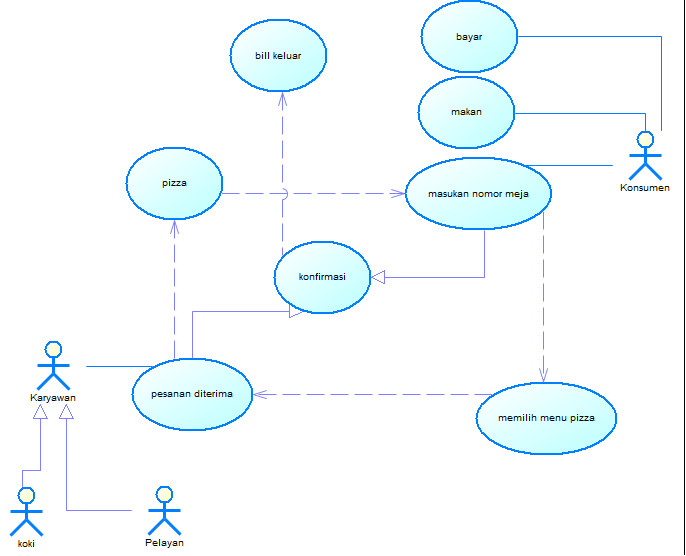 bayar
bill keluar
makan
pizza
masukan nomor meja
Konsumen
konfirmasi
Karyawan
pesanan diterima
memilih menu pizza
koki
Pelayan